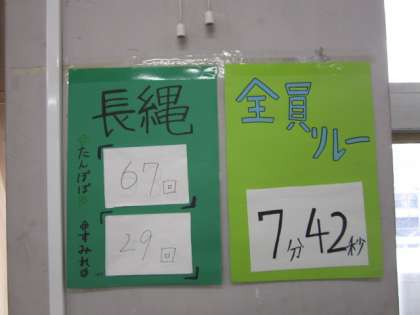 長縄
☆たんぽぽ☆
67回
✿すみれ✿
29回
全員
リレー
7分42秒